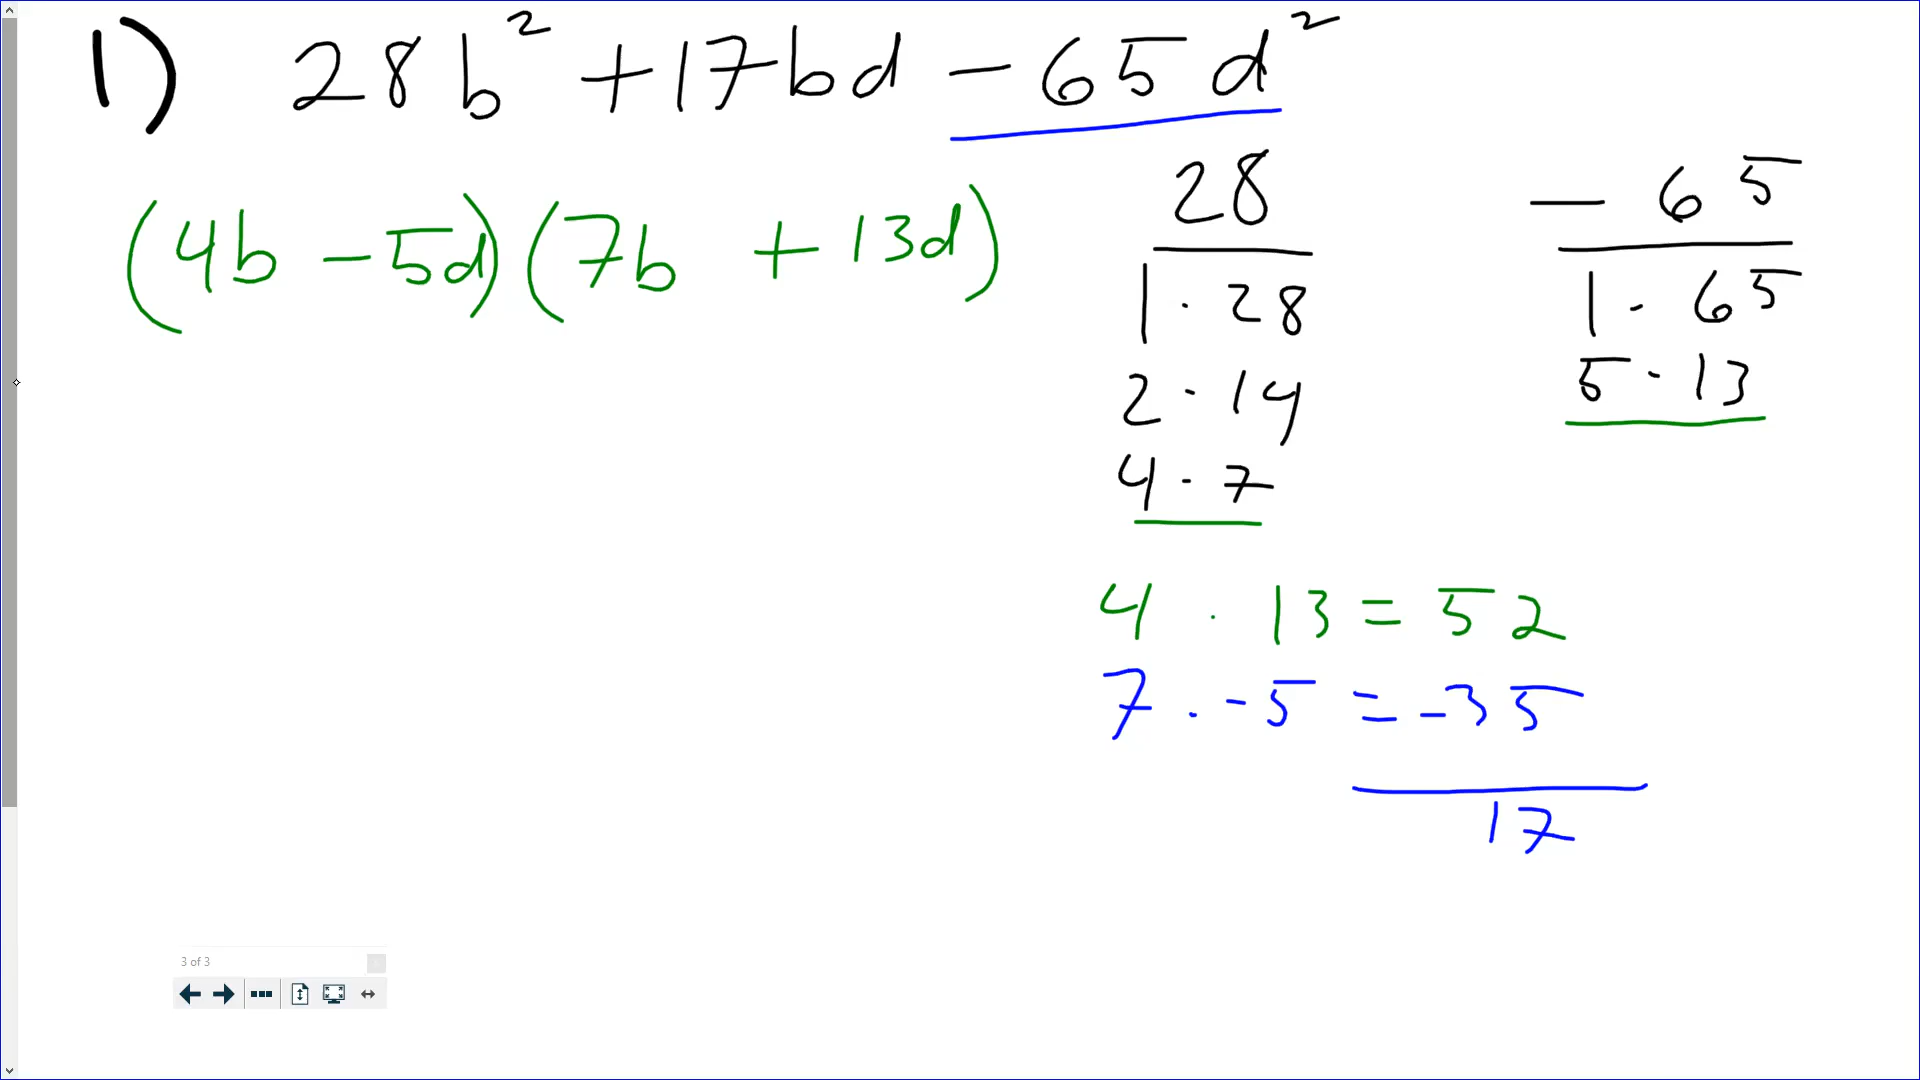 1) 28b² + 17bd − 65d²
(4b − 5d)(7b + 13d)
28
1 · 28
2 · 14
4 · 7
− 65
1 · 65
5 · 13
4 · 13 = 52
7 · -5 = -35
17
3 of 3